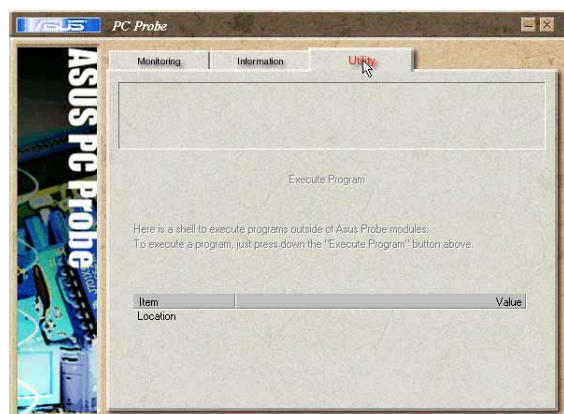 ASUS PC Probe
Monitoring Information Utility
ASUS PC Probe
Execute Program
Here is a shell to execute programs outside of Asus Probe modules.
To execute a program, just press down the "Execute Program" button above.
Item Value
Location